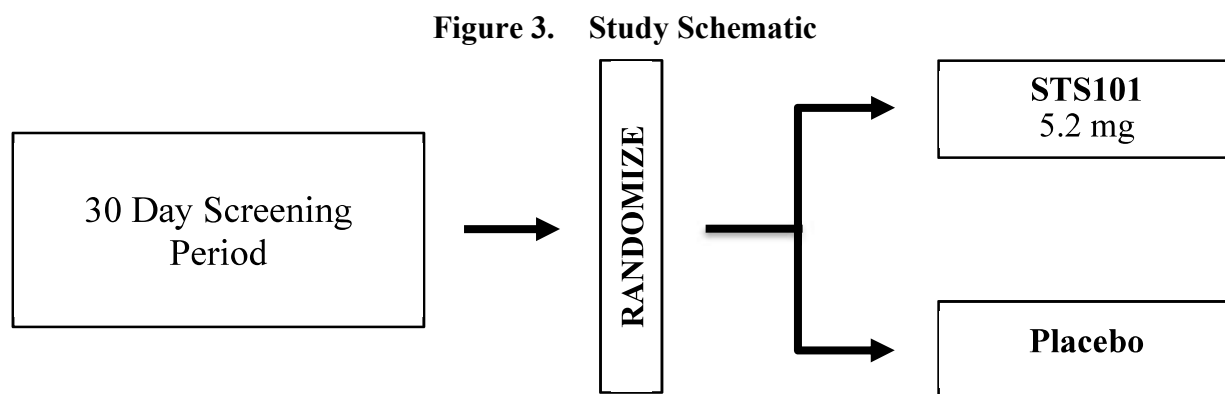 Figure 3. Study Schematic
30 Day Screening
Period
RANDOMIZE
STS101
5.2 mg
Placebo